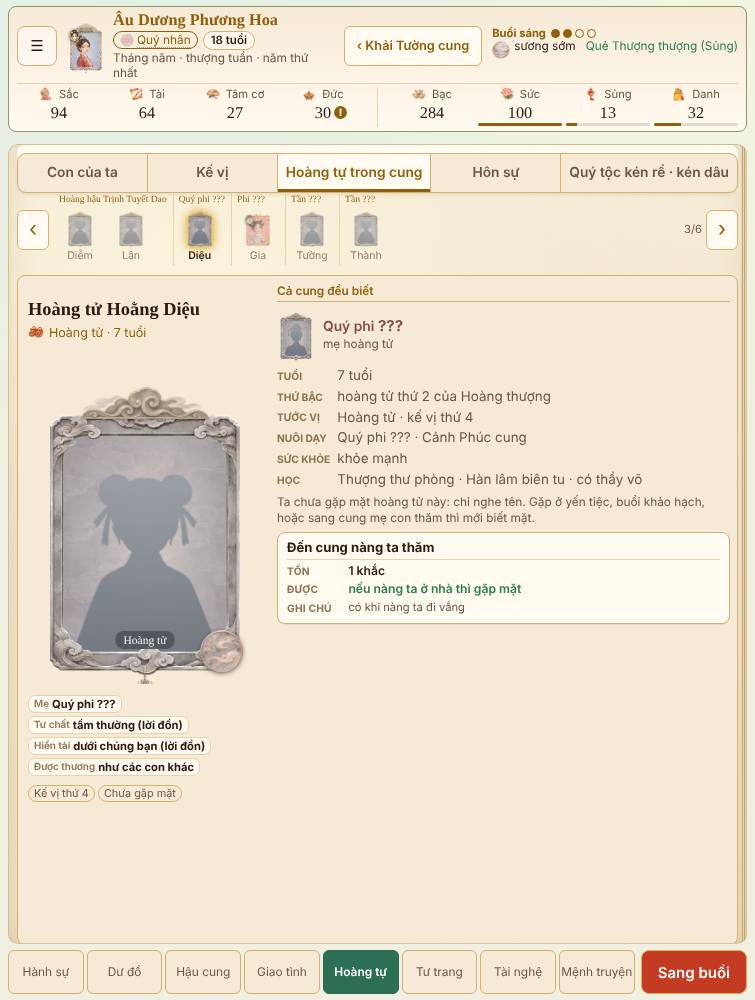 ☰
Âu Dương Phương Hoa
Quý nhân 18 tuổi
Tháng năm · thượng tuần · năm thứ nhất
‹ Khải Tường cung
Buổi sáng
sương sớm Quẻ Thượng thượng (Sủng)
Sắc Tài Tâm cơ Đức Bạc Sức Sủng Danh
94 64 27 30 ! 284 100 13 32
Con của ta Kế vị Hoàng tự trong cung Hôn sự Quý tộc kén rể · kén dâu
Hoàng hậu Trịnh Tuyết Dao Quý phi ??? Phi ??? Tần ??? Tần ???
‹ 3/6 ›
Diễm Lân Diệu Gia Tường Thành
Hoàng tử Hoằng Diệu
Hoàng tử · 7 tuổi
Hoàng tử
Mẹ Quý phi ???
Tư chất tầm thường (lời đồn)
Hiền tài dưới chúng bạn (lời đồn)
Được thương như các con khác
Kế vị thứ 4 Chưa gặp mặt
Cả cung đều biết
Quý phi ???
mẹ hoàng tử
TUỔI 7 tuổi
THỨ BẬC hoàng tử thứ 2 của Hoàng thượng
TƯỚC VỊ Hoàng tử · kế vị thứ 4
NUÔI DẠY Quý phi ??? · Cảnh Phúc cung
SỨC KHỎE khỏe mạnh
HỌC Thượng thư phòng · Hàn lâm biên tu · có thầy võ
Ta chưa gặp mặt hoàng tử này: chỉ nghe tên. Gặp ở yến tiệc, buổi khảo hạch,
hoặc sang cung mẹ con thăm thì mới biết mặt.
Đến cung nàng ta thăm
TỐN 1 khắc
ĐƯỢC nếu nàng ta ở nhà thì gặp mặt
GHI CHÚ có khi nàng ta đi vắng
Hành sự Dư đồ Hậu cung Giao tình Hoàng tự Tư trang Tài nghệ Mệnh truyện Sang buổi